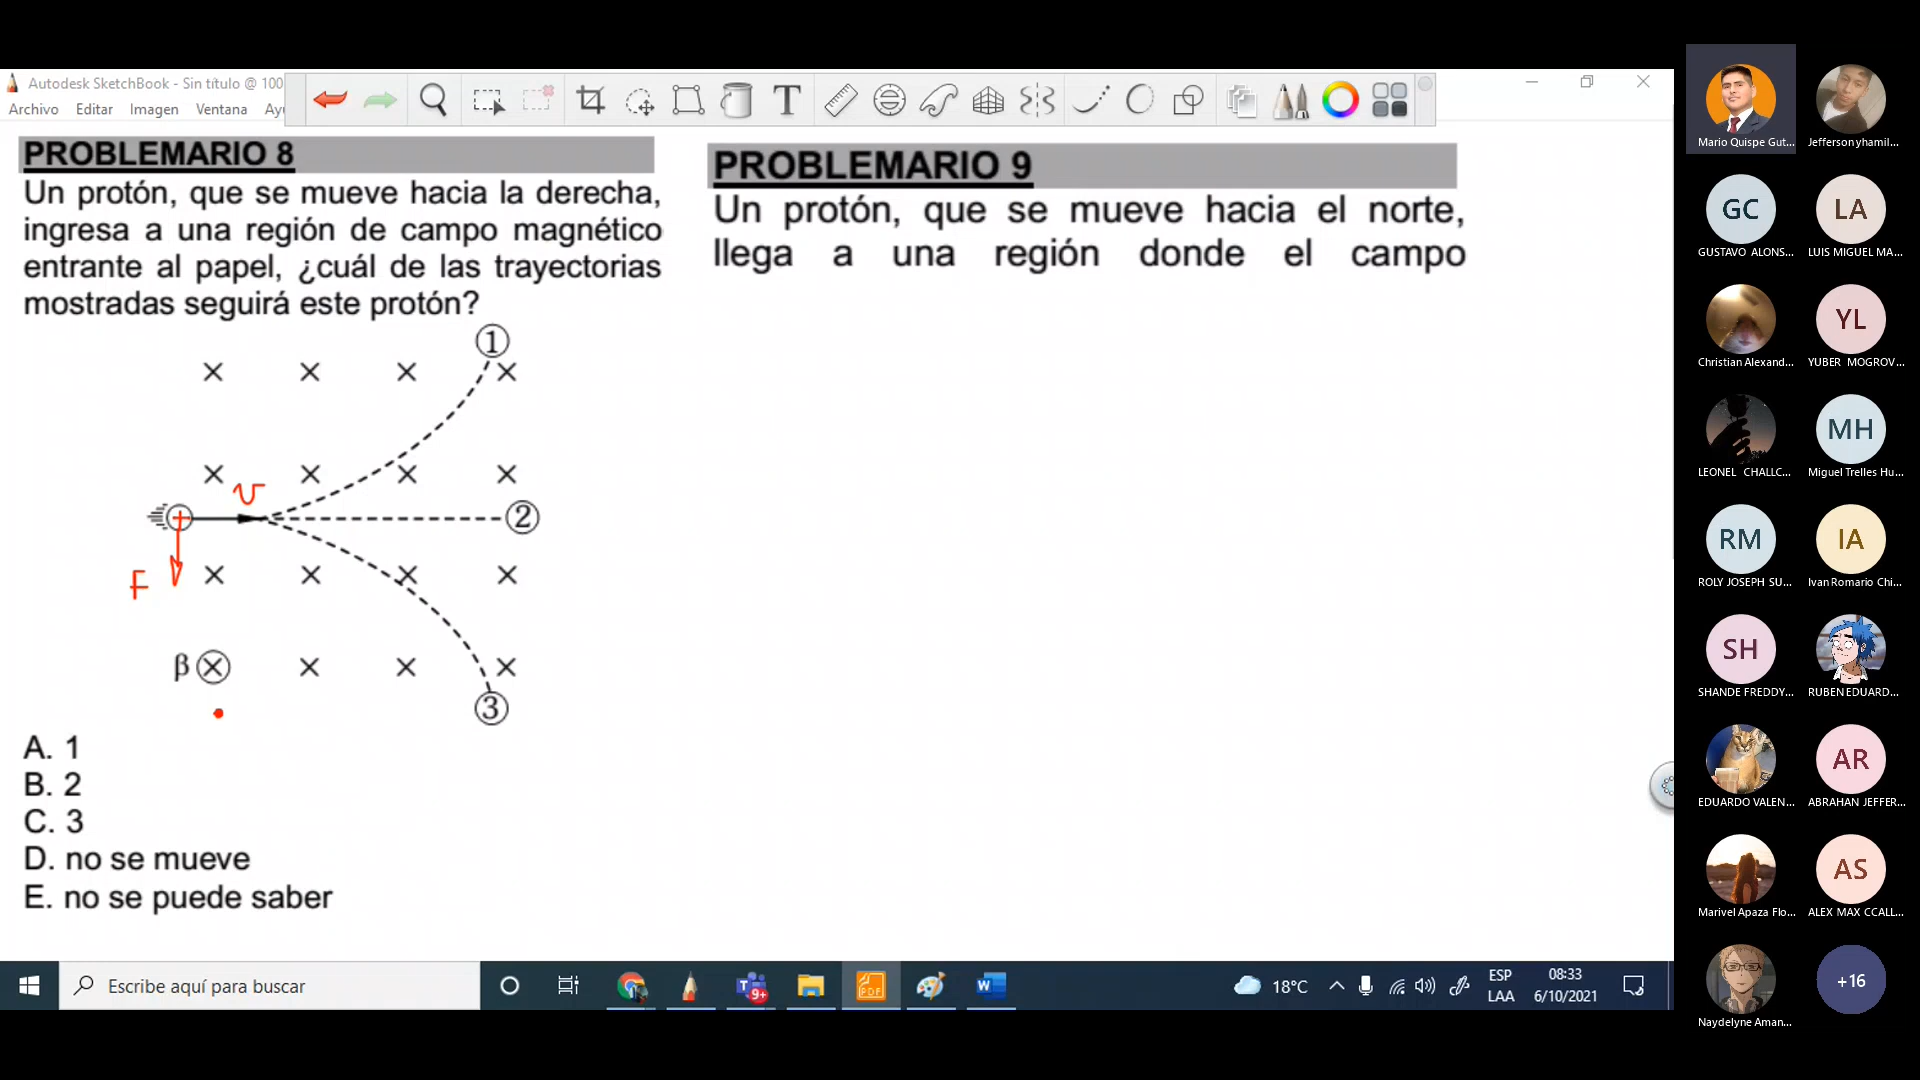 Autodesk SketchBook - Sin título @ 100
Archivo Editar Imagen Ventana Ay
T
PROBLEMARIO 8
Un protón, que se mueve hacia la derecha,
ingresa a una región de campo magnético
entrante al papel, ¿cuál de las trayectorias
mostradas seguirá este protón?
1
v
2
F
β
3
A. 1
B. 2
C. 3
D. no se mueve
E. no se puede saber
PROBLEMARIO 9
Un protón, que se mueve hacia el norte,
llega a una región donde el campo
Mario Quispe Gut...
Jefferson yhamil...
GC
GUSTAVO ALONS...
LA
LUIS MIGUEL MA...
Christian Alexand...
YL
YUBER MOGROV...
LEONEL CHALLC...
MH
Miguel Trelles Hu...
RM
ROLY JOSEPH SU...
IA
Ivan Romario Chi...
SH
SHANDE FREDDY...
RUBEN EDUARD...
EDUARDO VALEN...
AR
ABRAHAN JEFFER...
Marivel Apaza Flo...
AS
ALEX MAX CCALL...
Naydelyne Aman...
+16
Escribe aquí para buscar
9+
PDF
18°C
ESP
LAA
08:33
6/10/2021